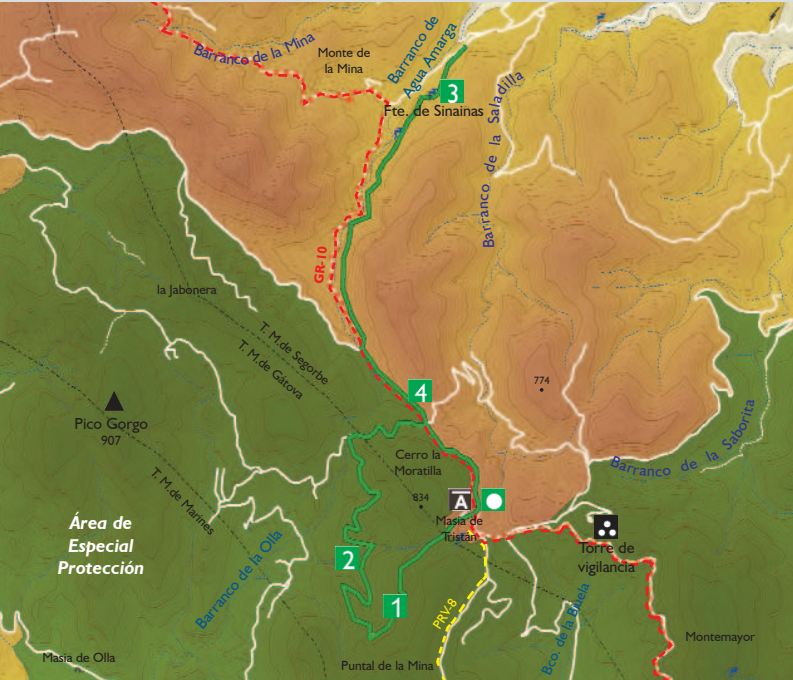 Barranco de la Mina
Monte de
la Mina
Barranco de
Agua Amarga
3
Fte. de Sinainas
Barranco de la Saladilla
GR-10
la Jabonera
T. M.de Segorbe
T. M.de Gátova
4
774
Pico Gorgo
907
Cerro la
Moratilla
Barranco de la Saborita
T. M.de Marines
834
A
Masia de
Tristán
Área de
Especial
Protección
Torre de
vigilancia
2
Barranco de la Olla
1
PRV-8
Bco. de la Biuela
Montemayor
Masia de Olla
Puntal de la Mina